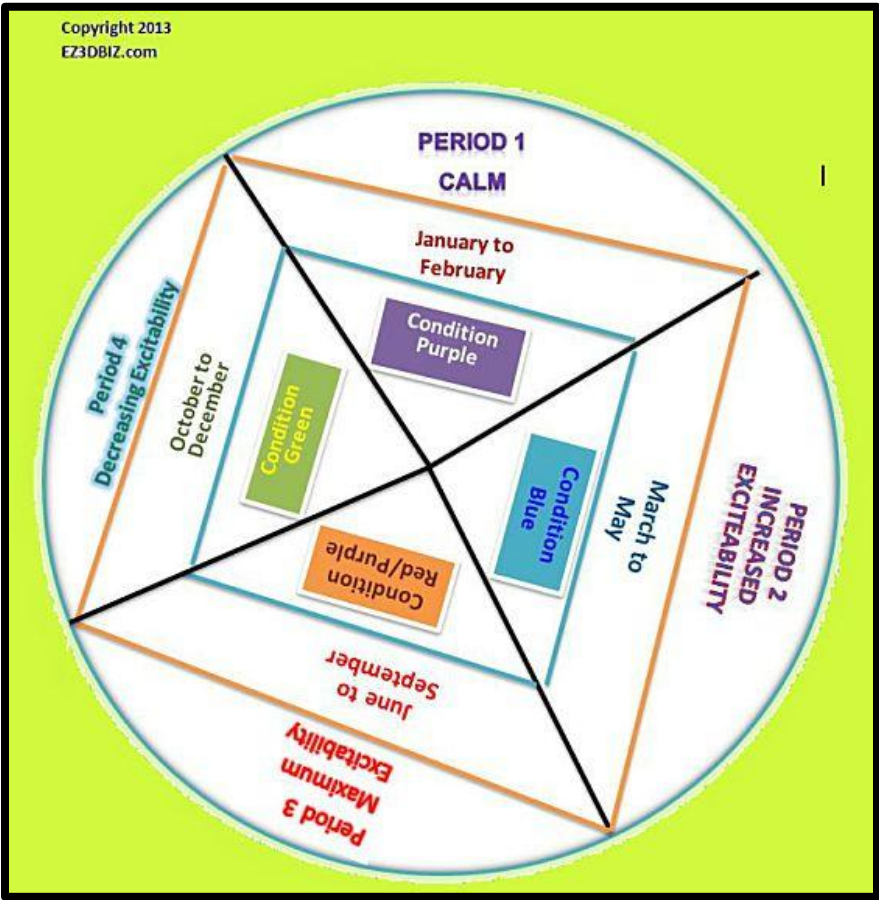 Copyright 2013
EZ3DBIZ.com
PERIOD 1
CALM
January to
February
Condition
Purple
PERIOD 2
INCREASED
EXCITEABILITY
March to
May
Condition
Blue
Period 3
Maximum
Excitability
June to
September
Condition
Red/Purple
Period 4
Decreasing Excitability
October to
December
Condition
Green